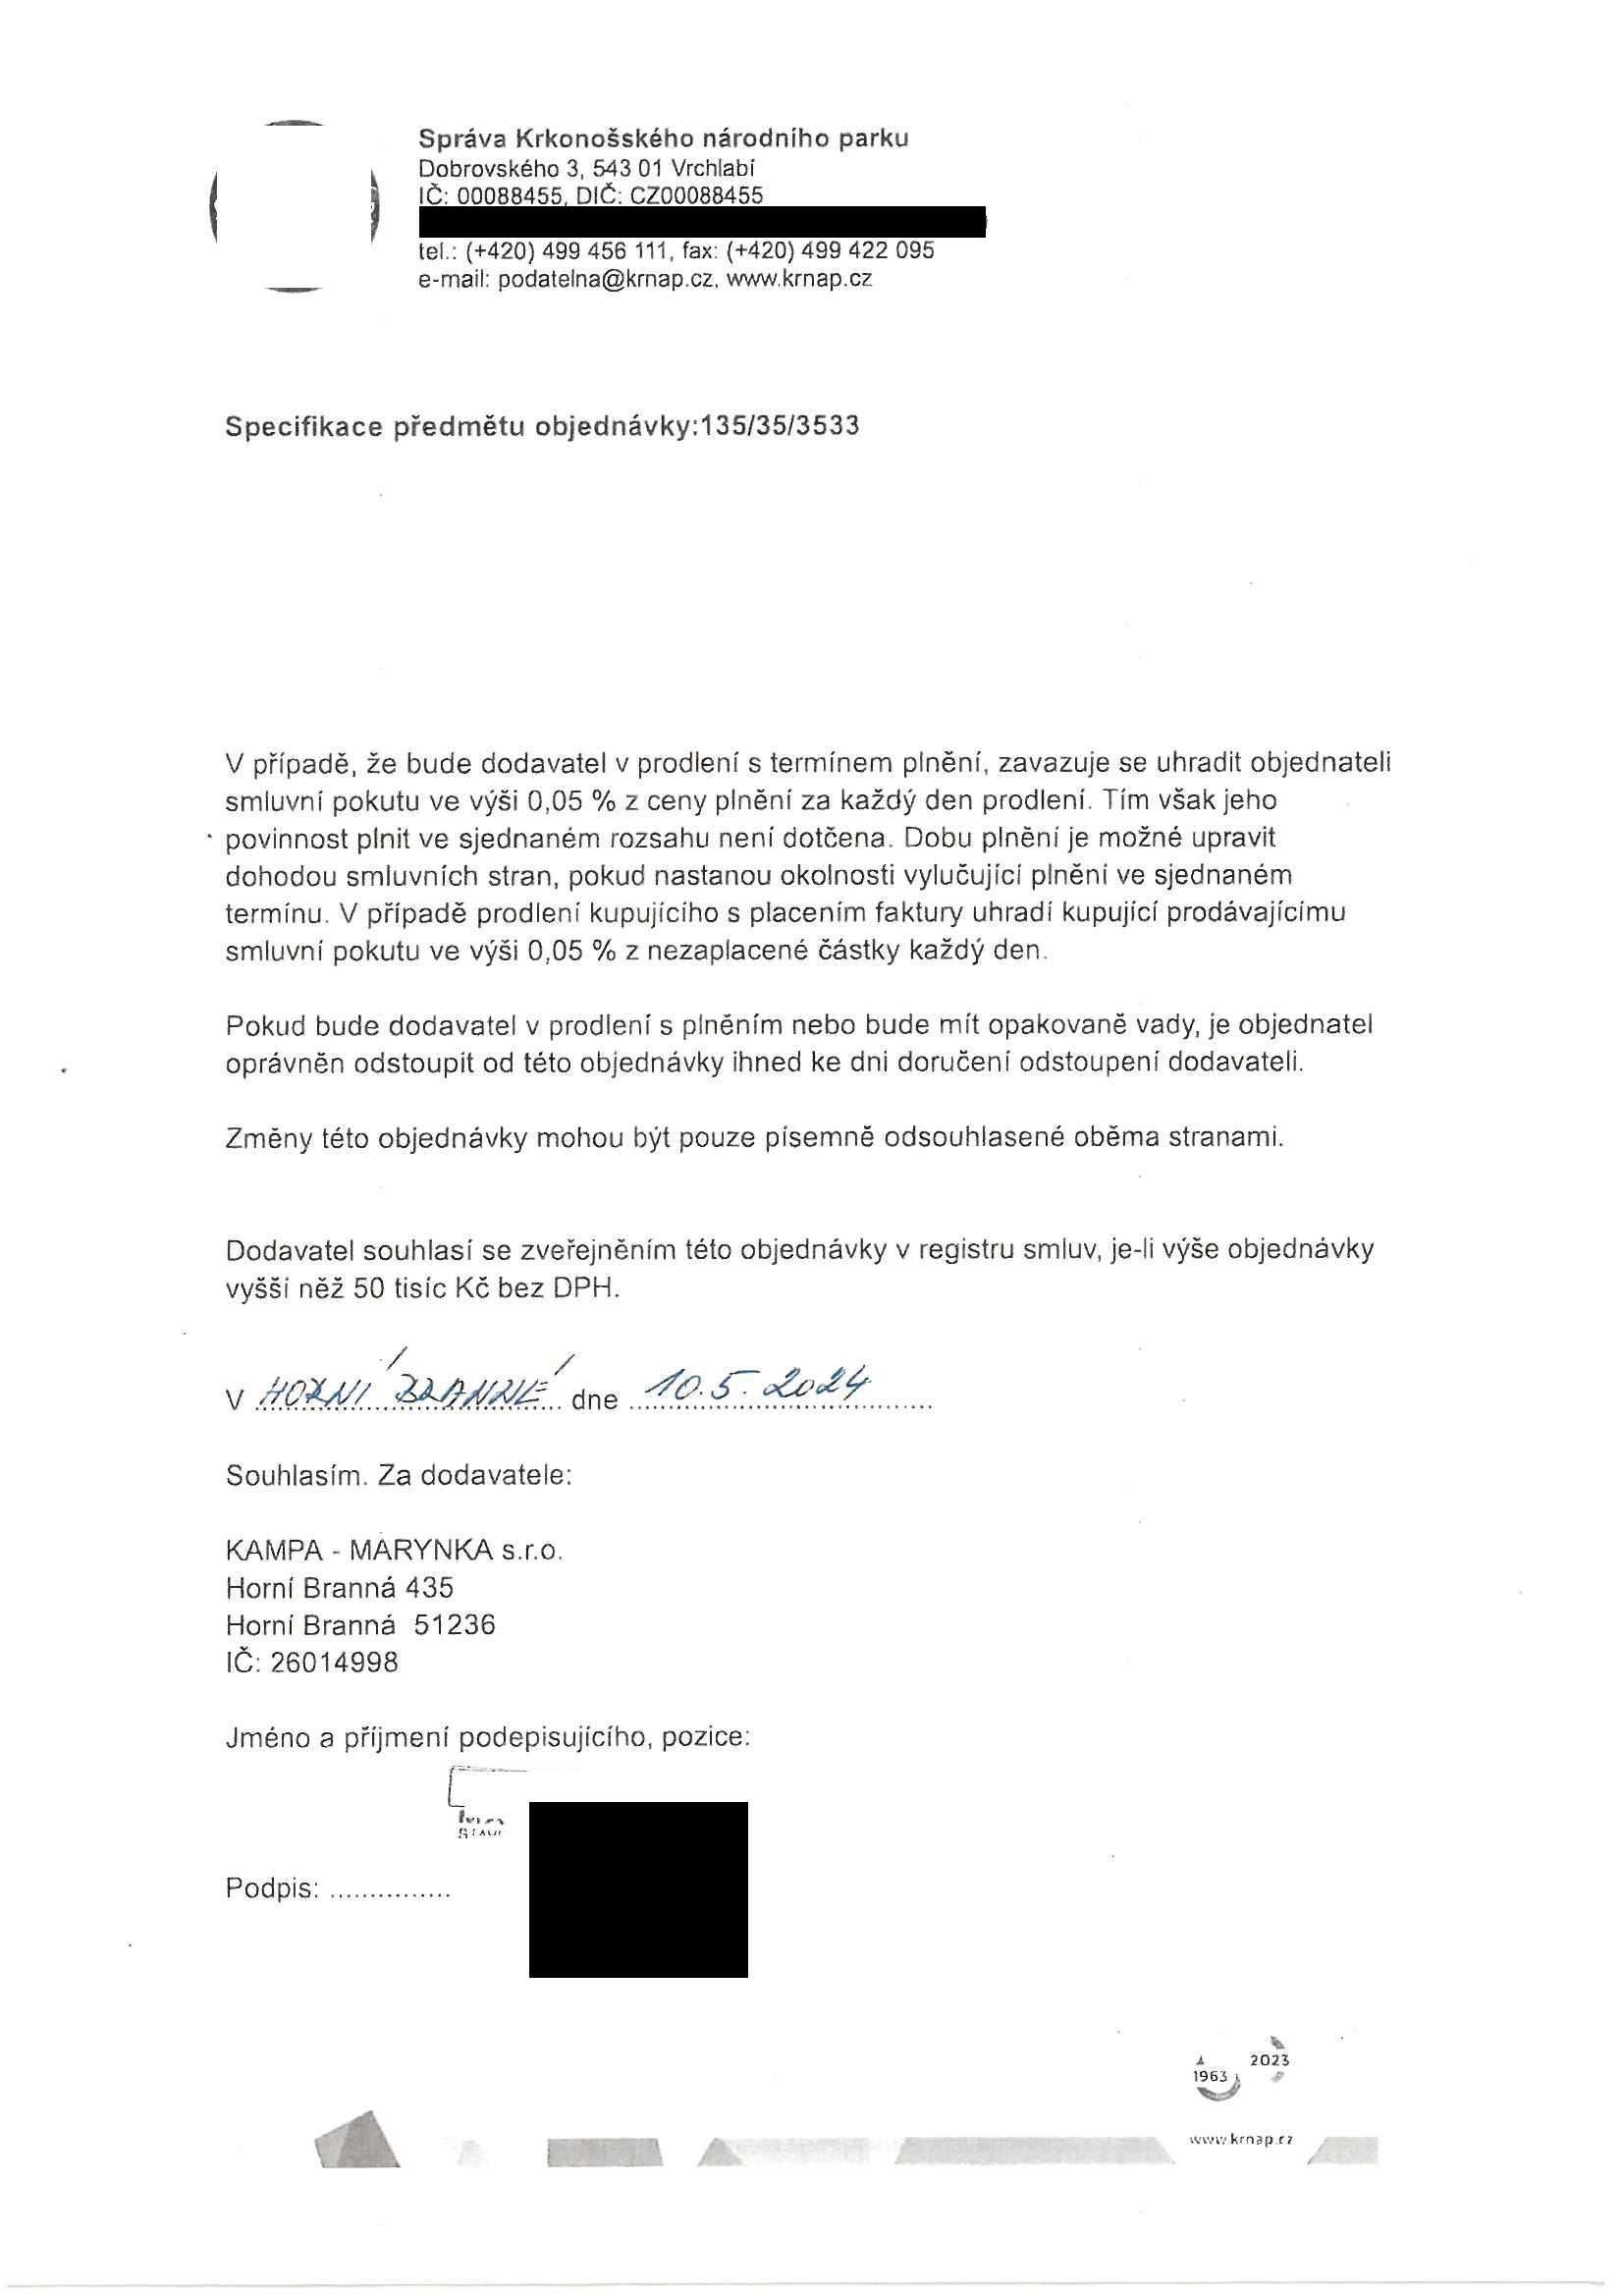 Správa Krkonošského národního parku
Dobrovského 3, 543 01 Vrchlabí
IČ: 00088455, DIČ: CZ00088455
tel.: (+420) 499 456 111, fax: (+420) 499 422 095
e-mail: podatelna@krnap.cz, www.krnap.cz
Specifikace předmětu objednávky:135/35/3533
V případě, že bude dodavatel v prodlení s termínem plnění, zavazuje se uhradit objednateli
smluvní pokutu ve výši 0,05 % z ceny plnění za každý den prodlení. Tím však jeho
povinnost plnit ve sjednaném rozsahu není dotčena. Dobu plnění je možné upravit
dohodou smluvních stran, pokud nastanou okolnosti vylučující plnění ve sjednaném
termínu. V případě prodlení kupujícího s placením faktury uhradí kupující prodávajícímu
smluvní pokutu ve výši 0,05 % z nezaplacené částky každý den.
Pokud bude dodavatel v prodlení s plněním nebo bude mít opakovaně vady, je objednatel
oprávněn odstoupit od této objednávky ihned ke dni doručení odstoupení dodavateli.
Změny této objednávky mohou být pouze písemně odsouhlasené oběma stranami.
Dodavatel souhlasí se zveřejněním této objednávky v registru smluv, je-li výše objednávky
vyšší něž 50 tisíc Kč bez DPH.
V HORNÍ BRANNÉ dne 10.5.2024
Souhlasím. Za dodavatele:
KAMPA - MARYNKA s.r.o.
Horní Branná 435
Horní Branná 51236
IČ: 26014998
Jméno a příjmení podepisujícího, pozice:
Podpis: ...............
2023
1963
www.krnap.cz